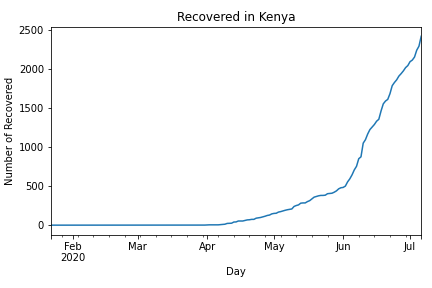 Recovered in Kenya
2500
2000
1500
1000
500
0
Number of Recovered
Feb
2020
Mar
Apr
May
Jun
Jul
Day